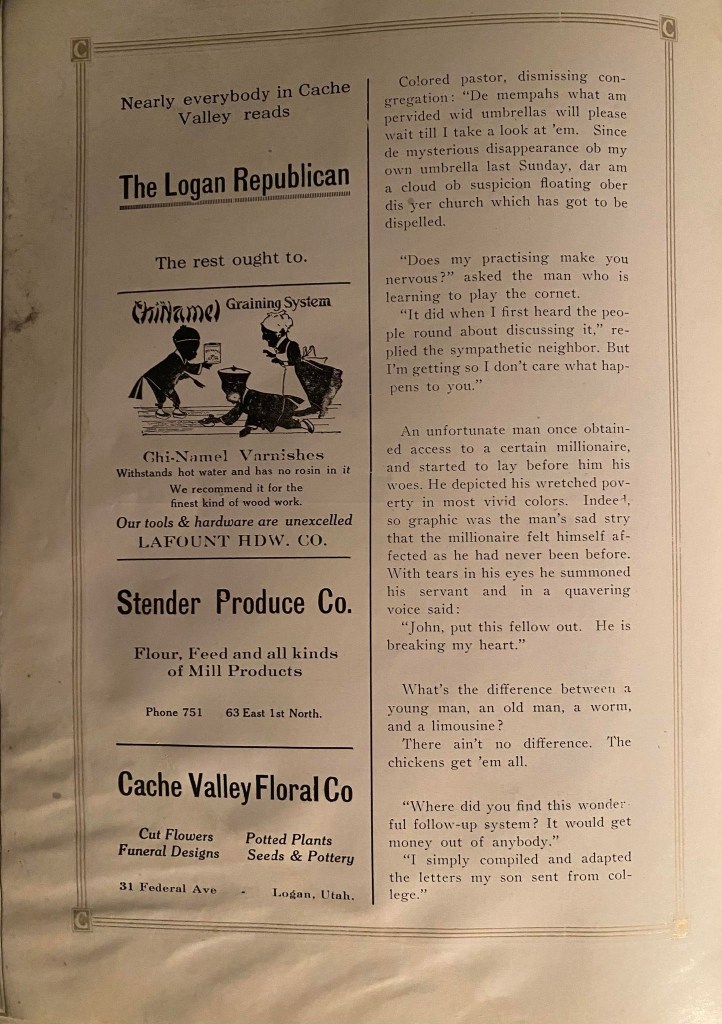 C
C
Nearly everybody in Cache
Valley reads
The Logan Republican
The rest ought to.
Chi-Namel Graining System
Chi-Namel Varnishes
Withstands hot water and has no rosin in it
We recommend it for the
finest kind of wood work.
Our tools & hardware are unexcelled
LAFOUNT HDW. CO.
Stender Produce Co.
Flour, Feed and all kinds
of Mill Products
Phone 751 63 East 1st North.
Cache Valley Floral Co
Cut Flowers Potted Plants
Funeral Designs Seeds & Pottery
31 Federal Ave - Logan, Utah.
Colored pastor, dismissing con-
gregation: "De mempahs what am
pervided wid umbrellas will please
wait till I take a look at 'em. Since
de mysterious disappearance ob my
own umbrella last Sunday, dar am
a cloud ob suspicion floating ober
dis yer church which has got to be
dispelled.
"Does my practising make you
nervous?" asked the man who is
learning to play the cornet.
"It did when I first heard the peo-
ple round about discussing it," re-
plied the sympathetic neighbor. But
I'm getting so I don't care what hap-
pens to you."
An unfortunate man once obtain-
ed access to a certain millionaire,
and started to lay before him his
woes. He depicted his wretched pov-
erty in most vivid colors. Indeed,
so graphic was the man's sad stry
that the millionaire felt himself af-
fected as he had never been before.
With tears in his eyes he summoned
his servant and in a quavering
voice said:
"John, put this fellow out. He is
breaking my heart."
What's the difference between a
young man, an old man, a worm,
and a limousine?
There ain't no difference. The
chickens get 'em all.
"Where did you find this wonder-
ful follow-up system? It would get
money out of anybody."
"I simply compiled and adapted
the letters my son sent from col-
lege."
C